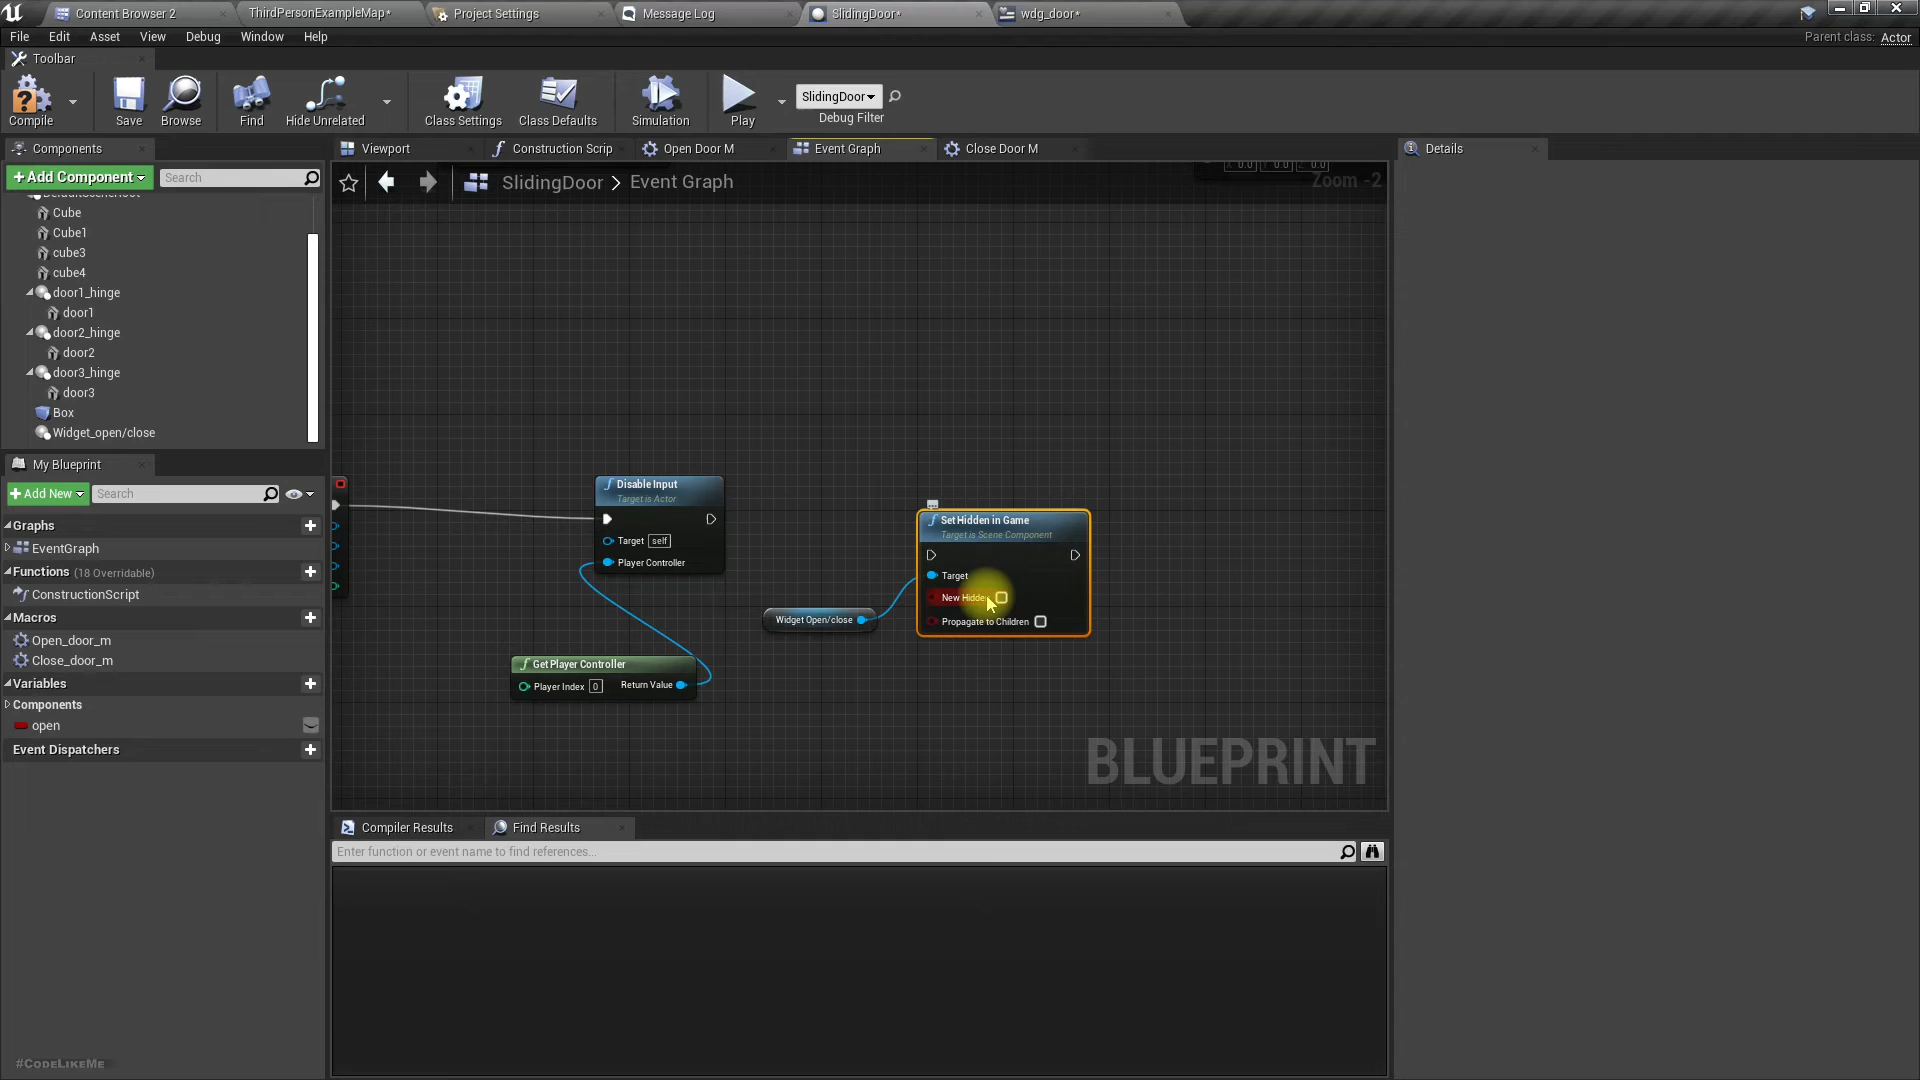 Content Browser 2
ThirdPersonExampleMap*
Project Settings
Message Log
SlidingDoor*
wdg_door*
File
Edit
Asset
View
Debug
Window
Help
Parent class: Actor
Toolbar
Compile
Save
Browse
Find
Hide Unrelated
Class Settings
Class Defaults
Simulation
Play
SlidingDoor
Debug Filter
Components
Viewport
Construction Scrip
Open Door M
Event Graph
Close Door M
Details
+Add Component
Search
SlidingDoor > Event Graph
Zoom -2
Cube
Cube1
cube3
cube4
door1_hinge
door1
door2_hinge
door2
door3_hinge
door3
Box
Widget_open/close
My Blueprint
+Add New
Search
Graphs
EventGraph
Functions (18 Overridable)
ConstructionScript
Macros
Open_door_m
Close_door_m
Variables
Components
open
Event Dispatchers
Disable Input
Target is Actor
Target self
Player Controller
Get Player Controller
Player Index 0
Return Value
Widget Open/close
Set Hidden in Game
Target is Scene Component
Target
New Hidden
Propagate to Children
BLUEPRINT
Compiler Results
Find Results
Enter function or event name to find references...
#CodeLikeMe